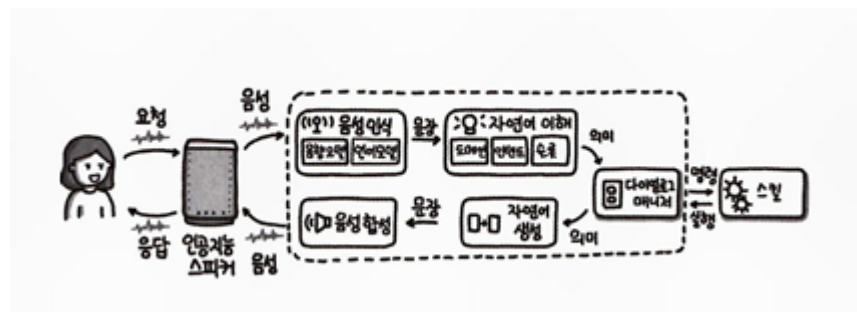 요청
응답
인공지능
스피커
음성
음성
음성인식
음향모델
언어모델
문장
자연어 이해
도메인
인텐트
슬롯
의미
다이얼로그
매니저
명령
실행
스킬
의미
자연어
생성
문장
음성합성